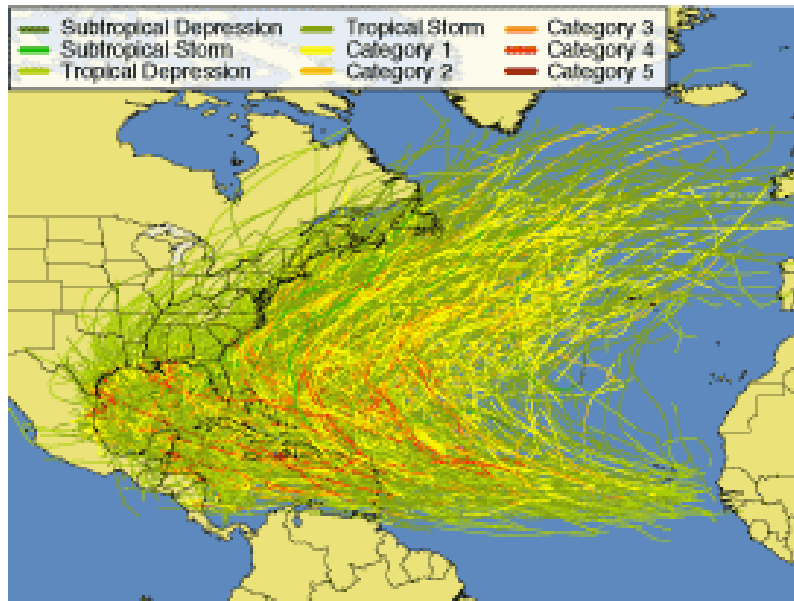 Subtropical Depression Tropical Storm Category 3
Subtropical Storm Category 1 Category 4
Tropical Depression Category 2 Category 5